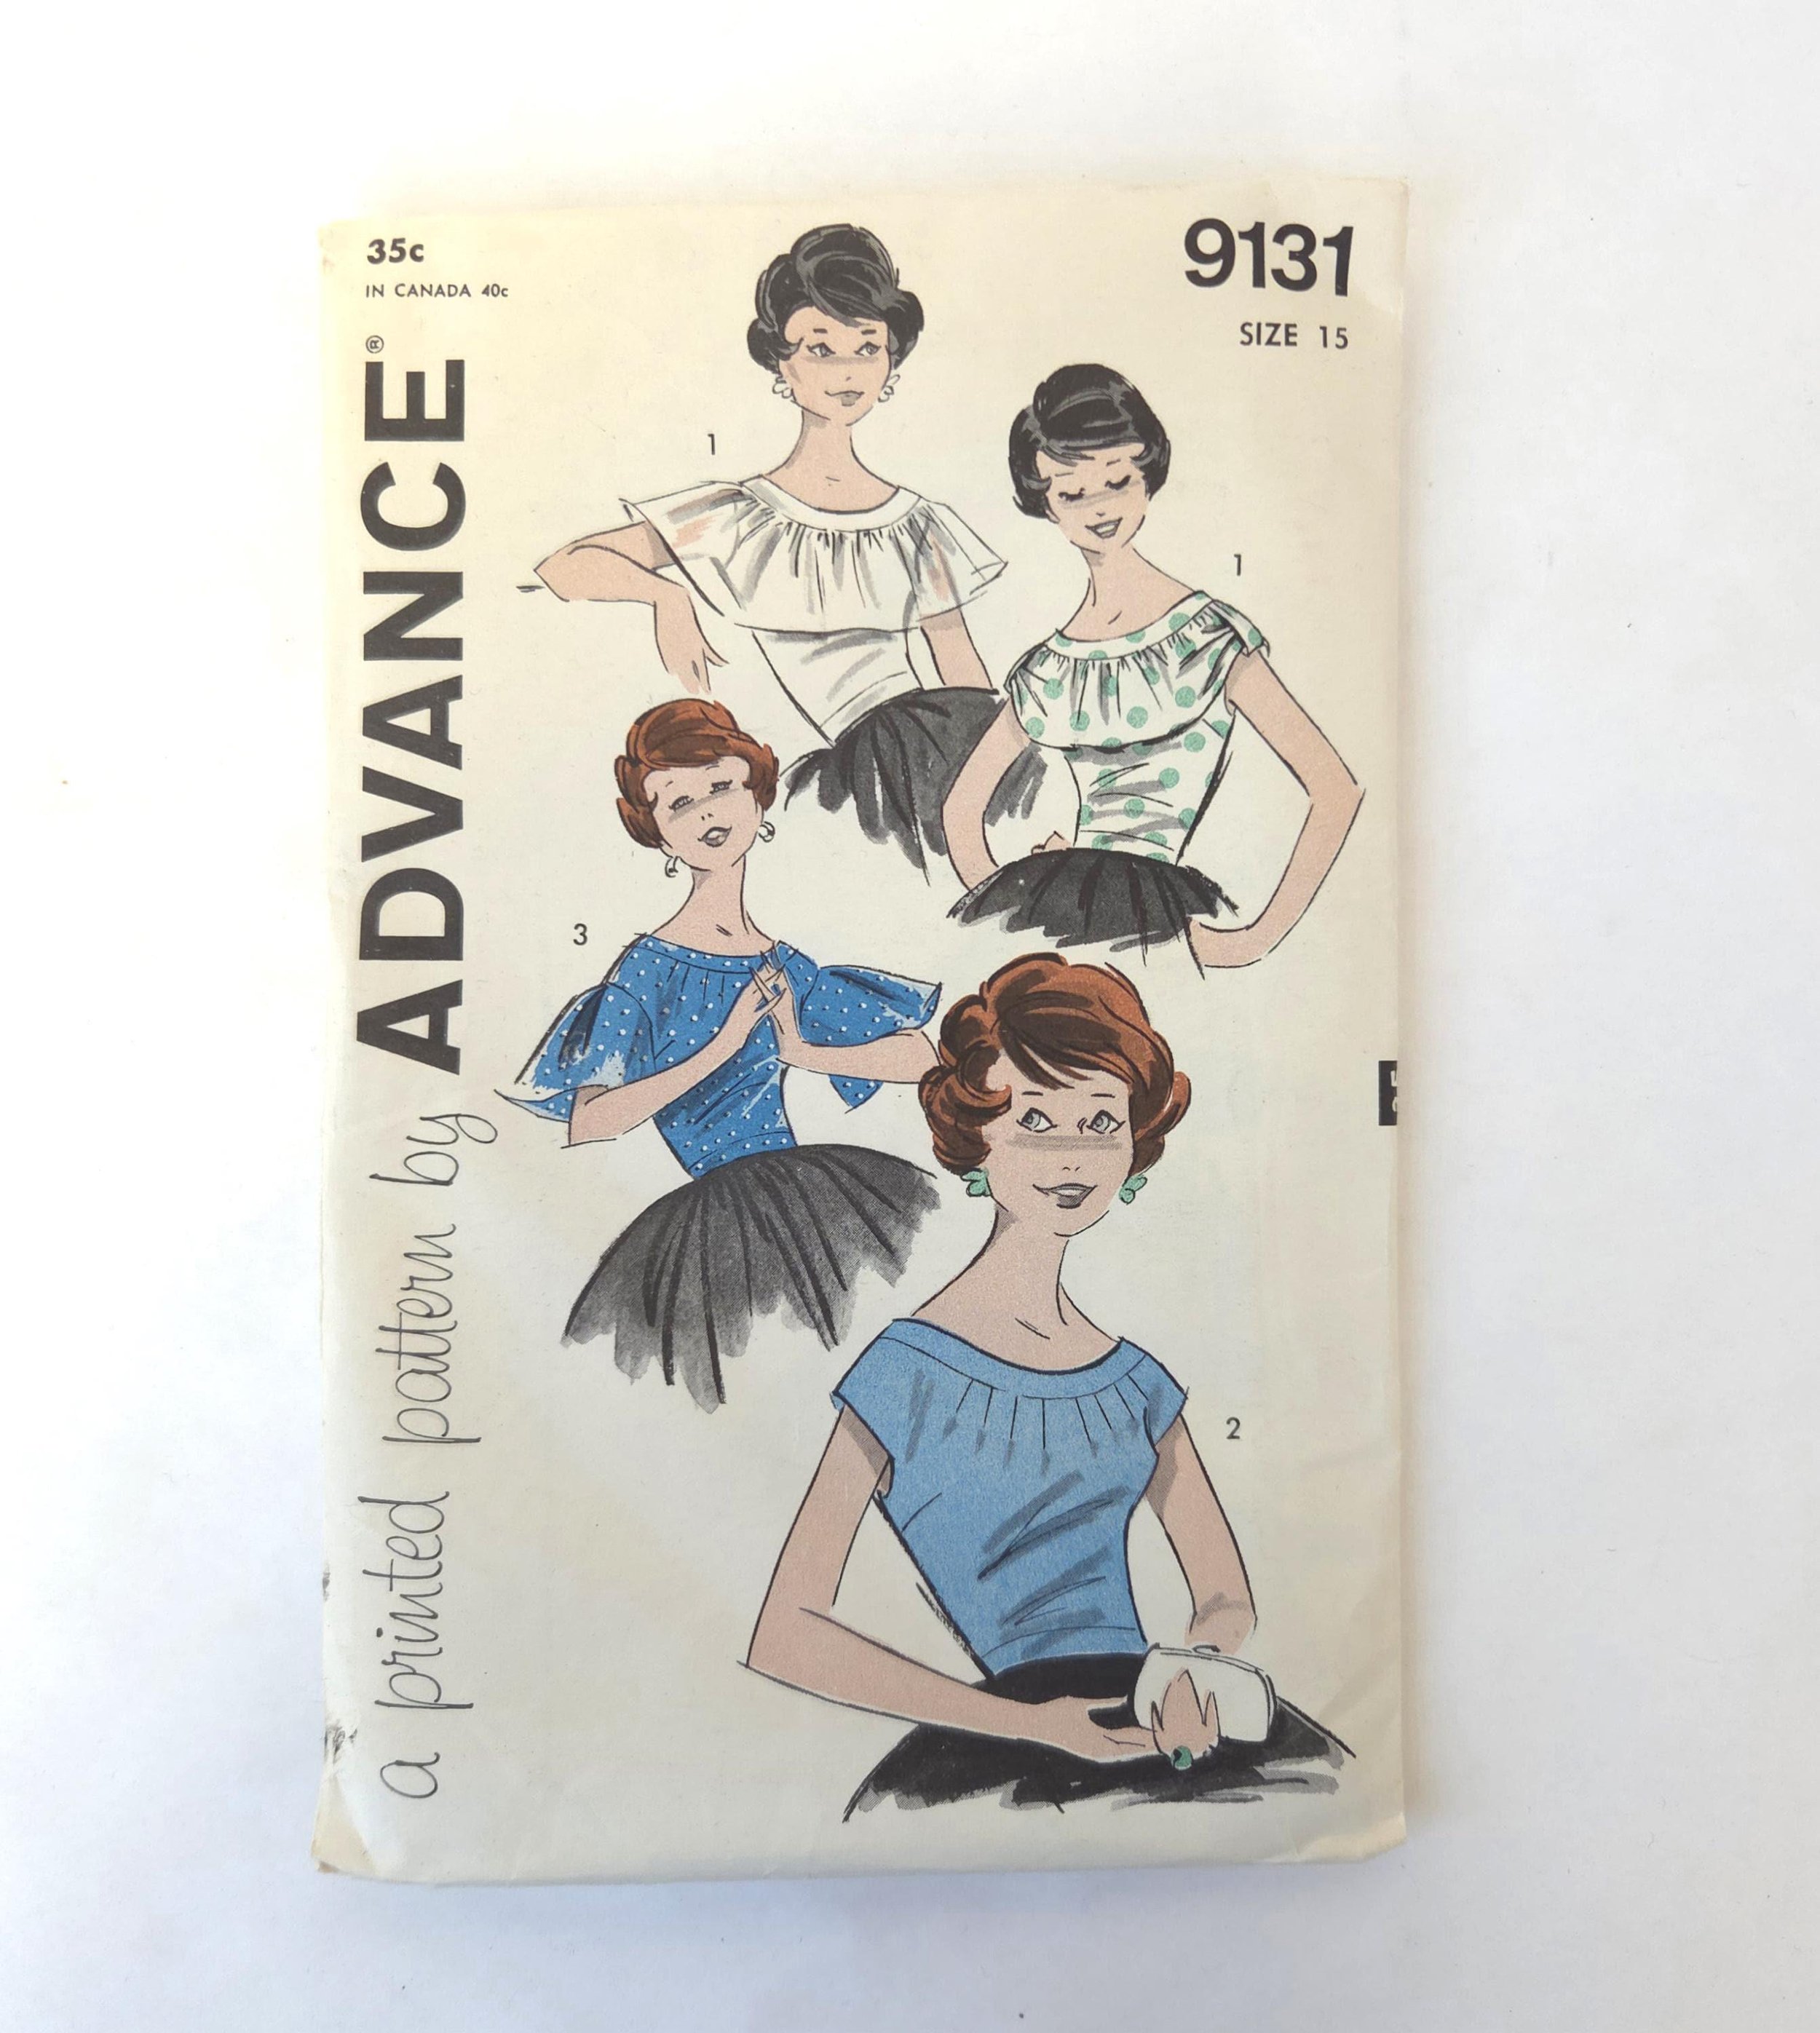 35c
IN CANADA 40c
9131
SIZE 15
a printed pattern by ADVANCE®
1
1
3
2